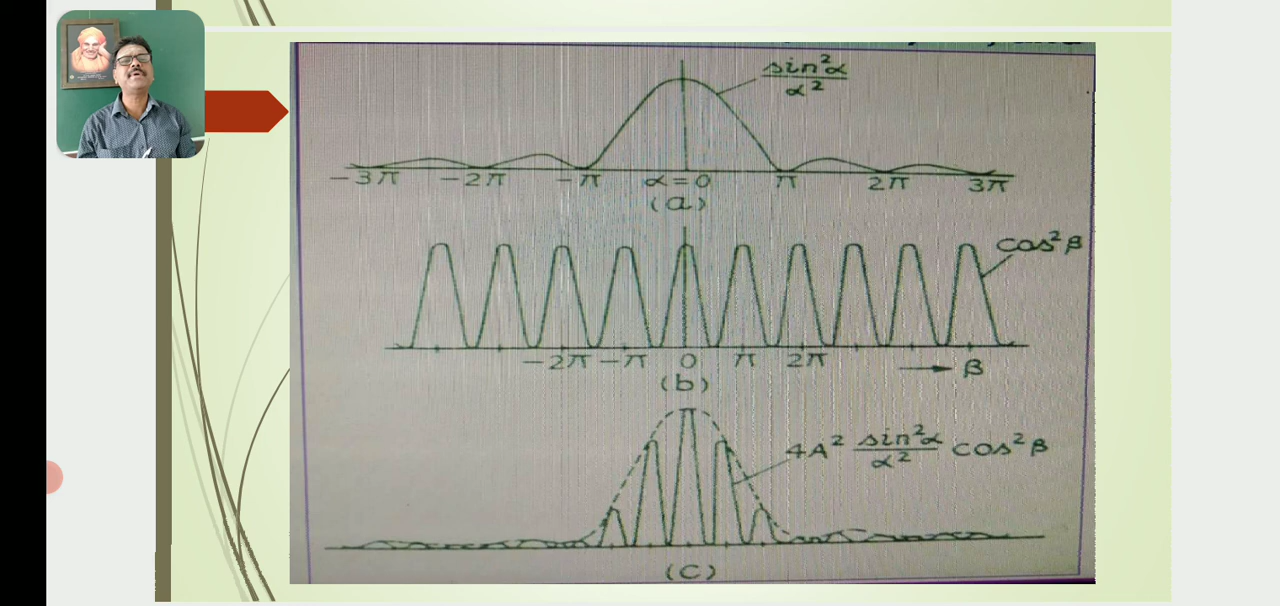 sin²α
α²
-3π -2π -π α=0 π 2π 3π
(a)
cos²β
-2π -π 0 π 2π → β
(b)
4A² sin²α/α² cos²β
(c)